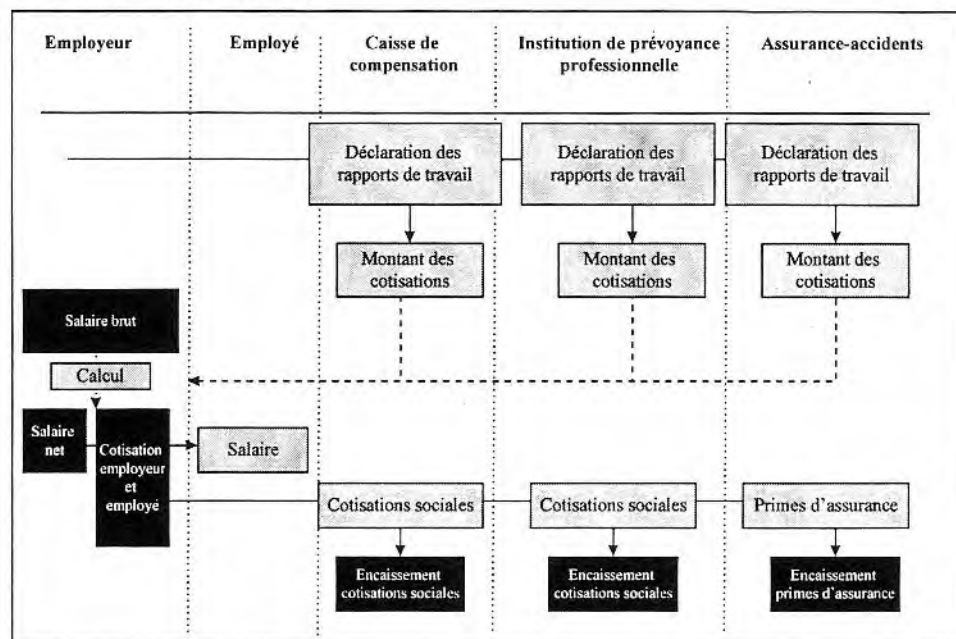 Employeur
Employé
Caisse de
compensation
Institution de prévoyance
professionnelle
Assurance-accidents
Déclaration des
rapports de travail
Déclaration des
rapports de travail
Déclaration des
rapports de travail
Montant des
cotisations
Montant des
cotisations
Montant des
cotisations
Salaire brut
Calcul
Salaire
net
Cotisation
employeur
et
employé
Salaire
Cotisations sociales
Cotisations sociales
Primes d'assurance
Encaissement
cotisations sociales
Encaissement
cotisations sociales
Encaissement
primes d'assurance